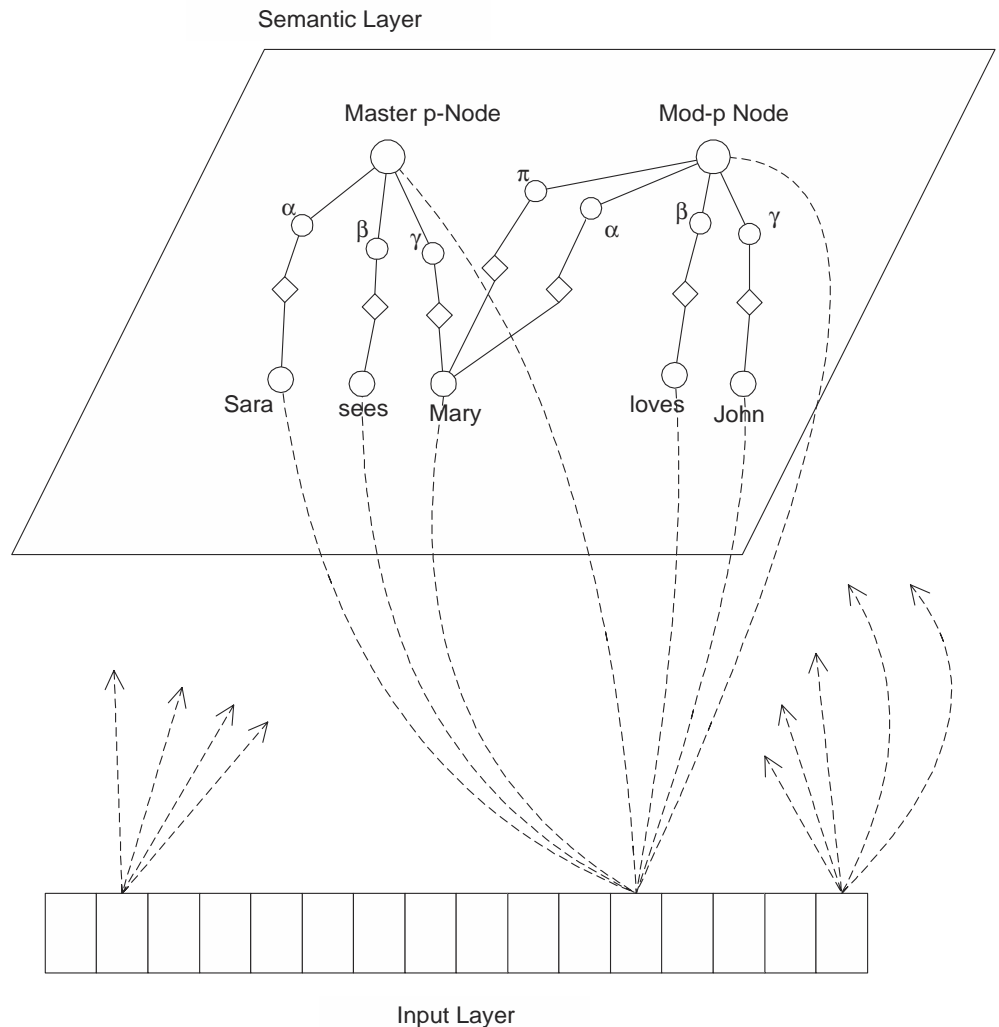 Semantic Layer
Master p-Node
Mod-p Node
π
α
β
γ
α
β
γ
Sara
sees
Mary
loves
John
Input Layer